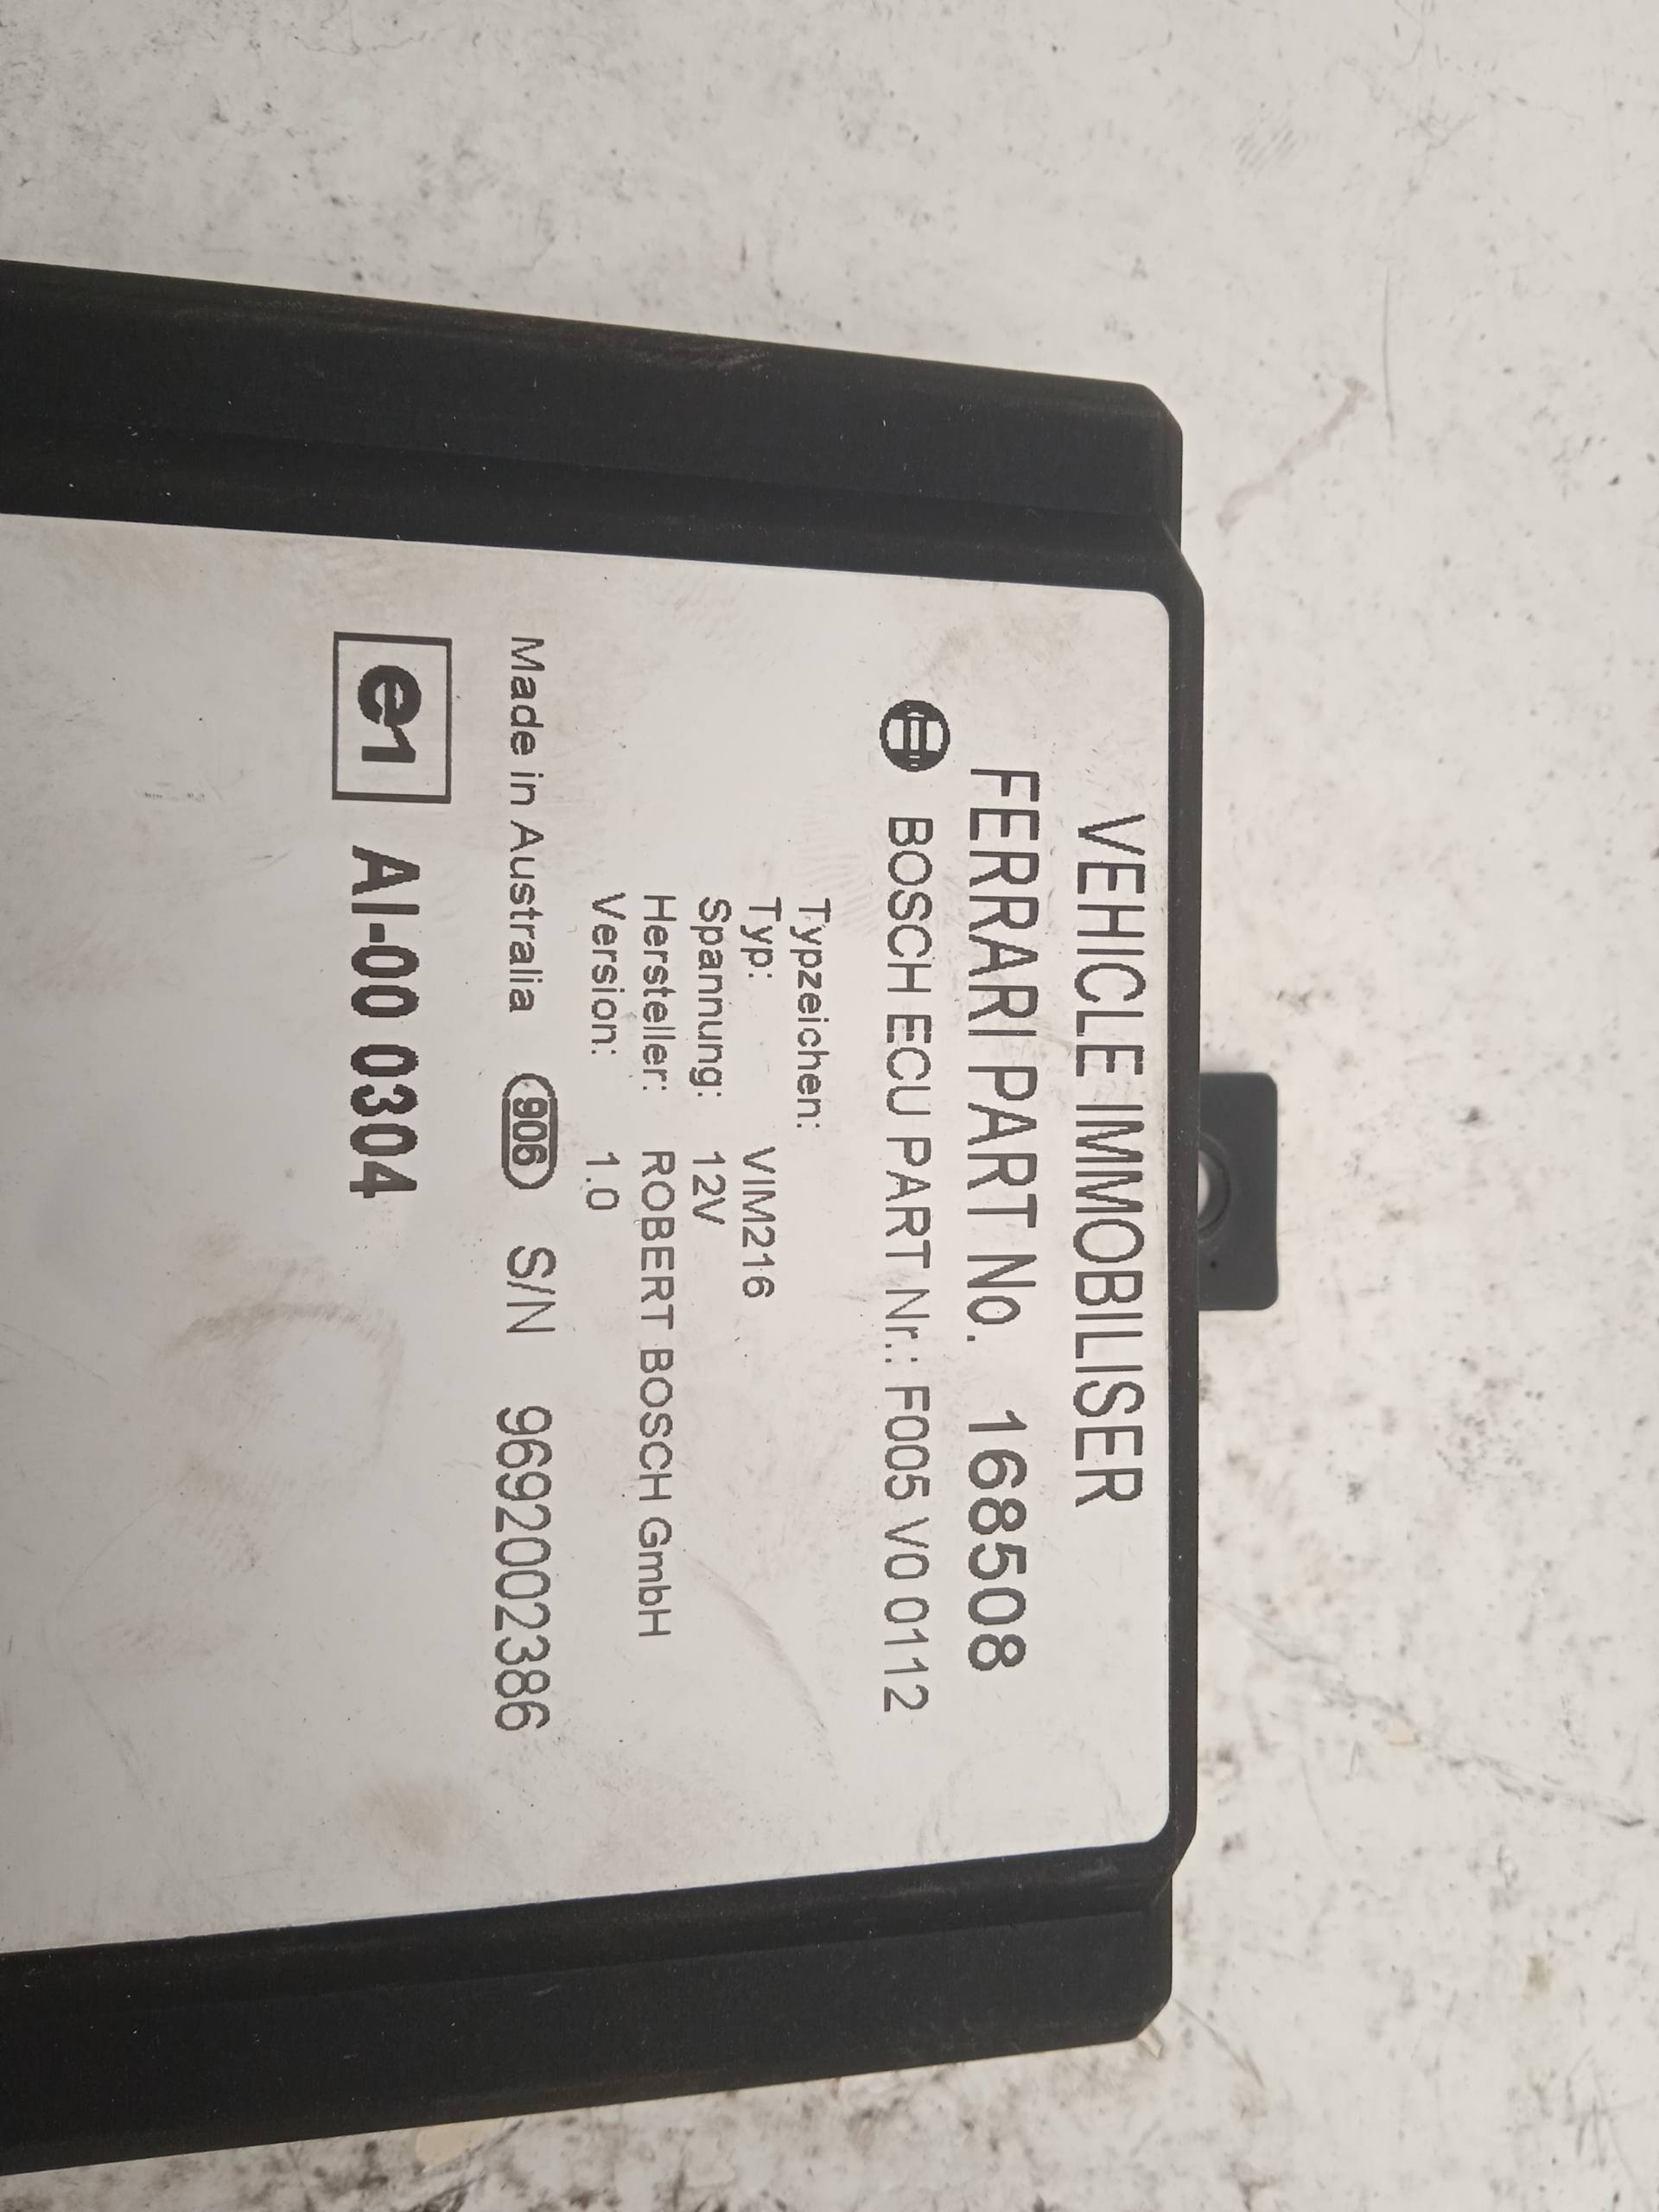 VEHICLE IMMOBILISER
FERRARI PART No. 168508
BOSCH ECU PART Nr.: F005 V0 0112
Typzeichen:
Typ: VIM216
Spannung: 12V
Hersteller: ROBERT BOSCH GmbH
Version: 1.0
Made in Australia 906 S/N 9692002386
e1 AI-00 0304